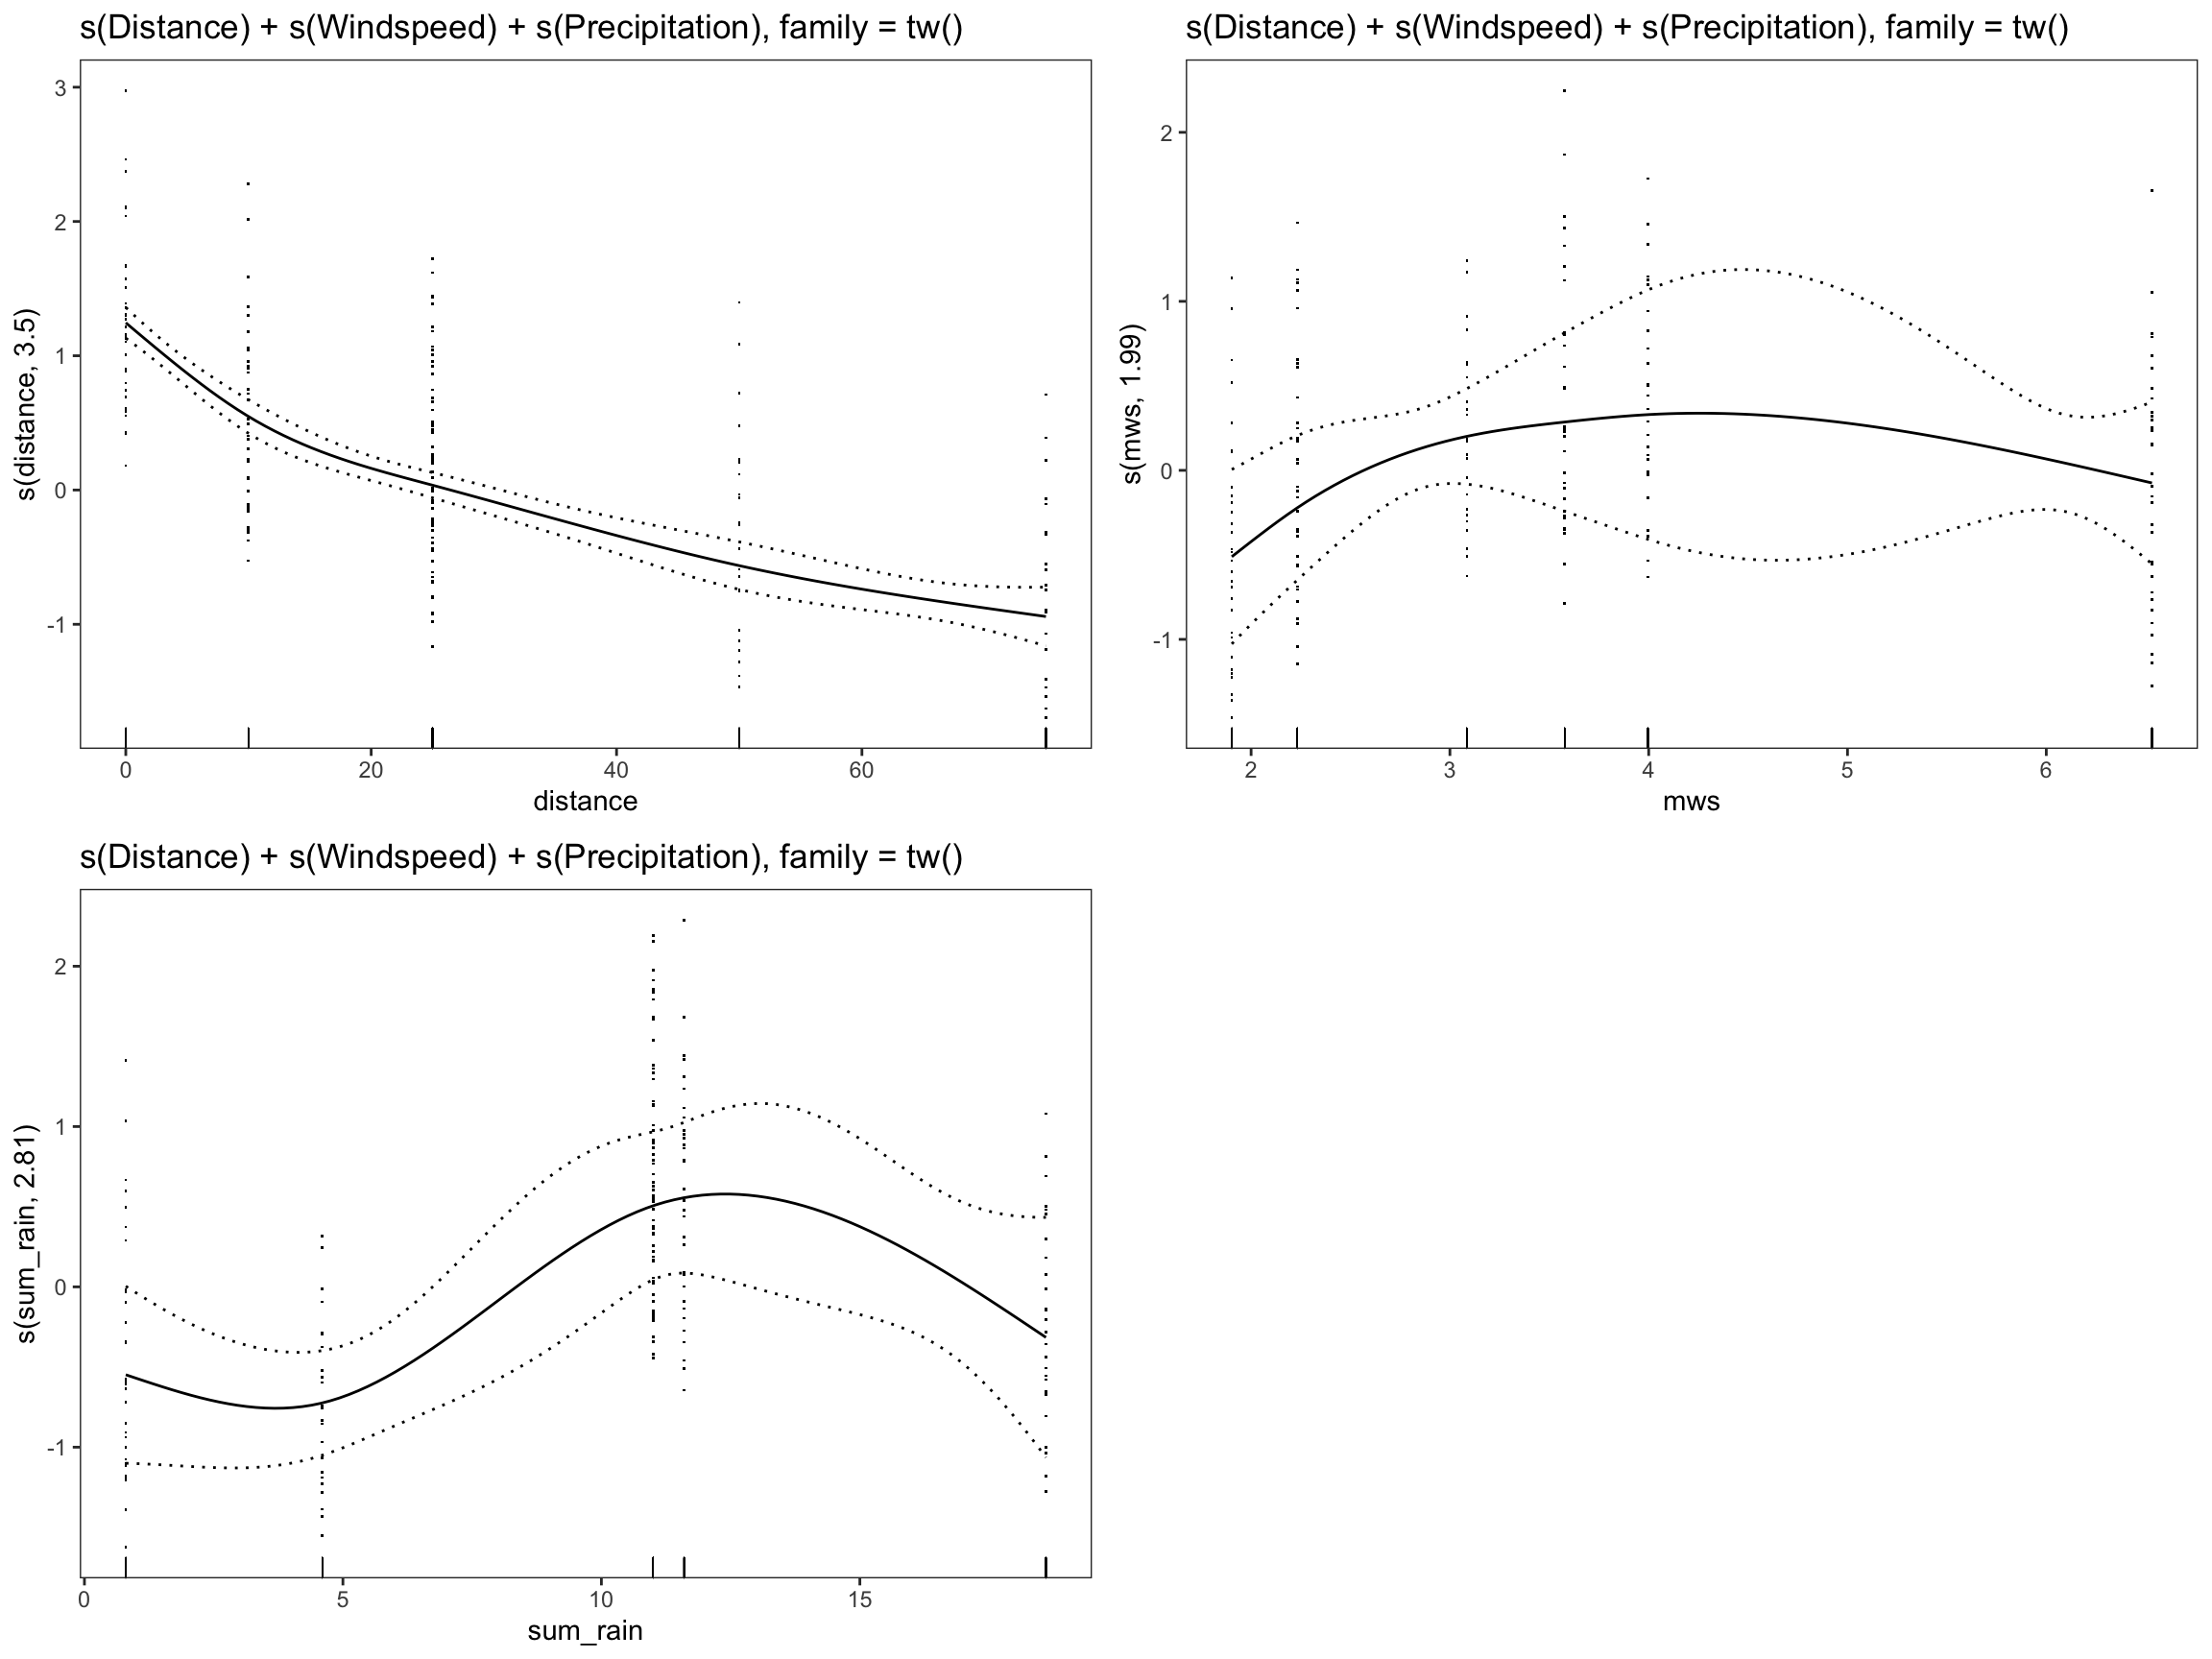 s(Distance) + s(Windspeed) + s(Precipitation), family = tw()
3
2
1
0
-1
s(distance, 3.5)
0
20
40
60
distance
s(Distance) + s(Windspeed) + s(Precipitation), family = tw()
2
1
0
-1
s(mws, 1.99)
2
3
4
5
6
mws
s(Distance) + s(Windspeed) + s(Precipitation), family = tw()
2
1
0
-1
s(sum_rain, 2.81)
0
5
10
15
sum_rain